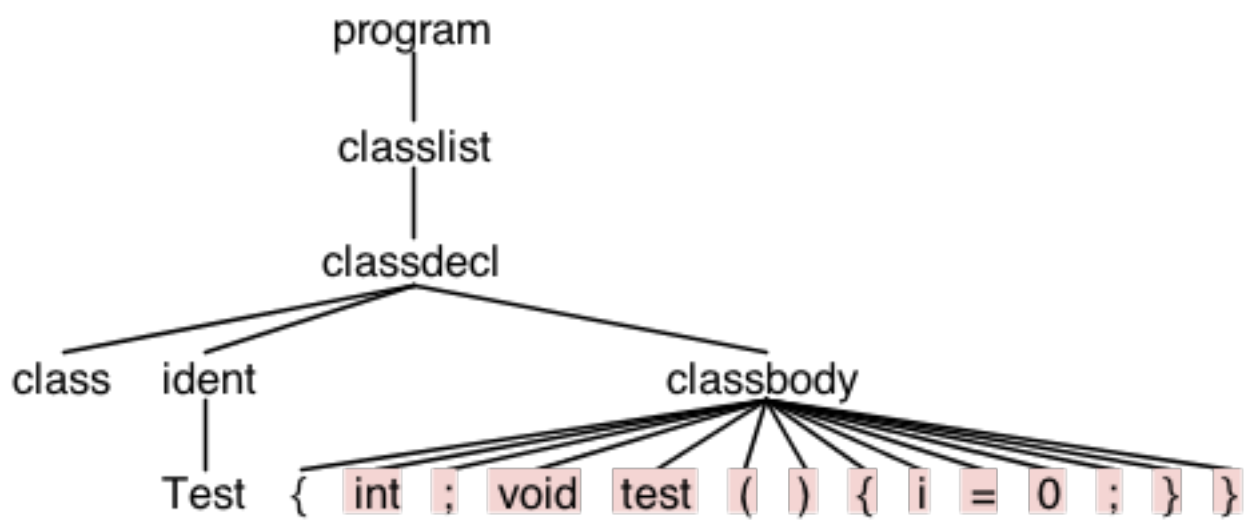 program
classlist
classdecl
class ident classbody
Test { int ; void test ( ) { i = 0 ; } }